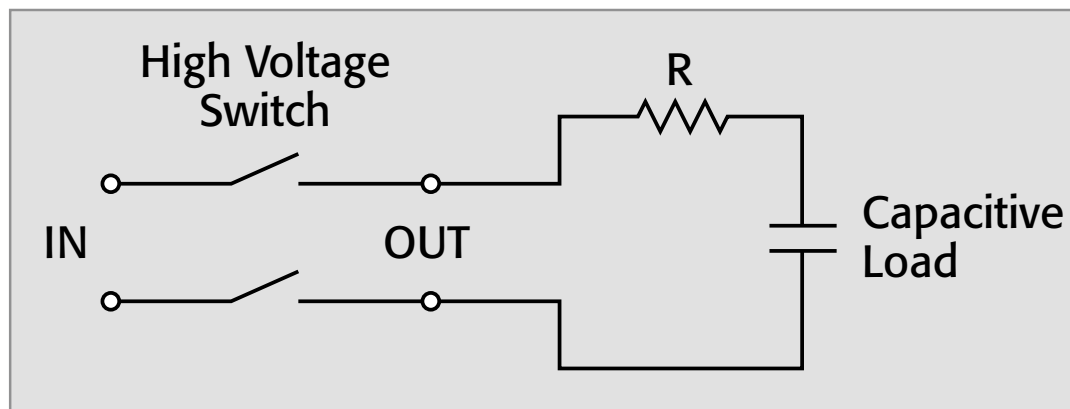 High Voltage
Switch
R
IN
OUT
Capacitive
Load